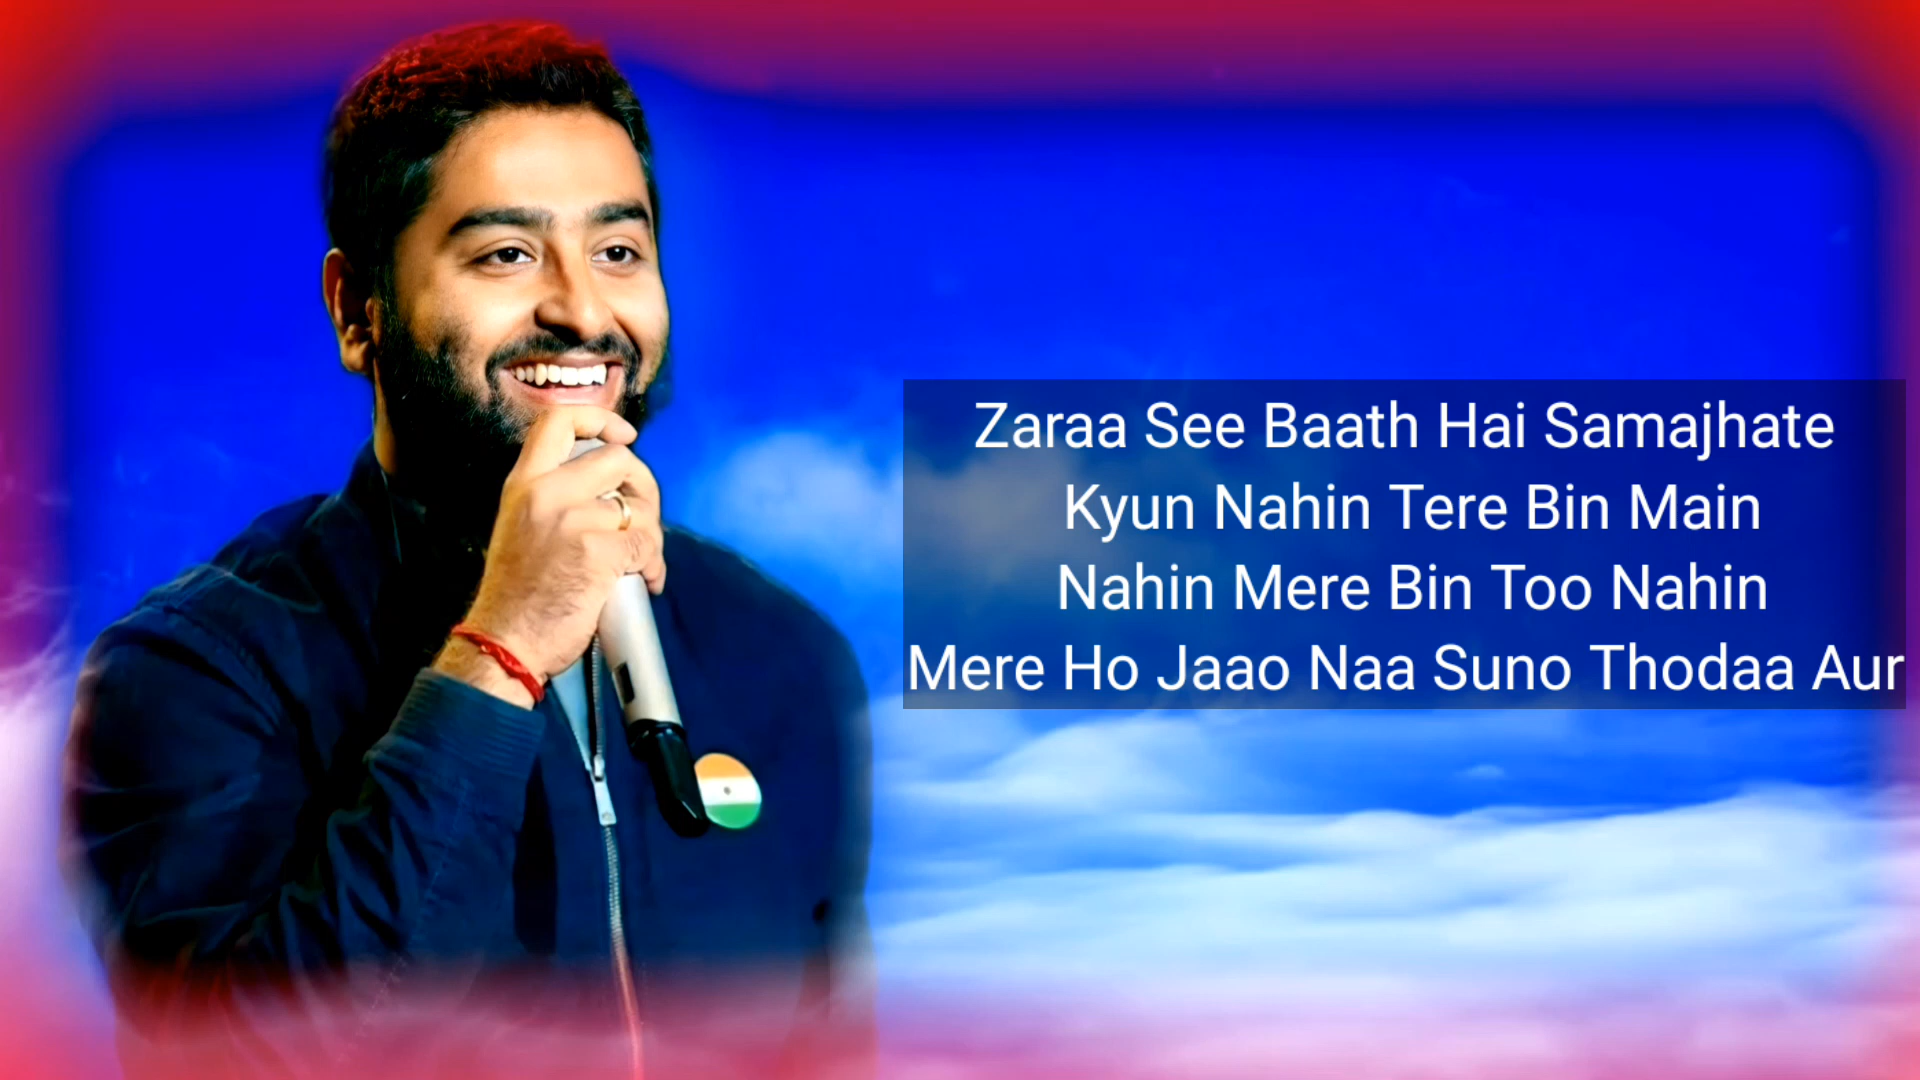 Zaraa See Baath Hai Samajhate
Kyun Nahin Tere Bin Main
Nahin Mere Bin Too Nahin
Mere Ho Jaao Naa Suno Thodaa Aur